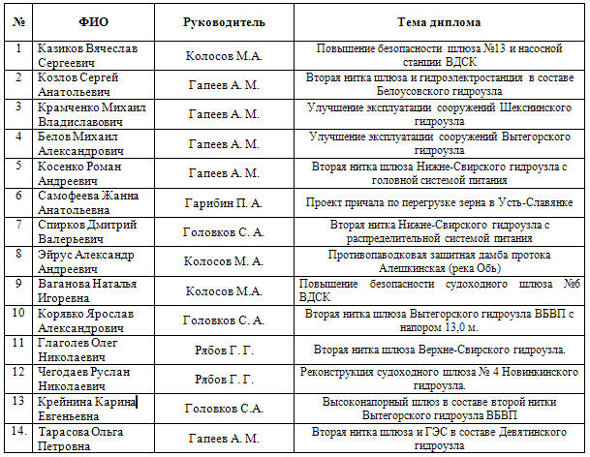 № ФИО Руководитель Тема диплома
1 Казиков Вячеслав Сергеевич Колосов М.А. Повышение безопасности шлюза №13 и насосной станции ВДСК
2 Козлов Сергей Анатольевич Гапеев А. М. Вторая нитка шлюза и гидроэлектростанция в составе Белоусовского гидроузла
3 Крамченко Михаил Владиславович Гапеев А. М. Улучшение эксплуатации сооружений Шекснинского гидроузла
4 Белов Михаил Александрович Гапеев А. М. Улучшение эксплуатации сооружений Вытегорского гидроузла
5 Косенко Роман Андреевич Гапеев А. М. Вторая нитка шлюза Нижне-Свирского гидроузла с головной системой питания
6 Самофеева Жанна Анатольевна Гарибин П. А. Проект причала по перегрузке зерна в Усть-Славянке
7 Спирков Дмитрий Валерьевич Головков С. А. Вторая нитка Нижне-Свирского гидроузла с распределительной системой питания
8 Эйрус Александр Андреевич Колосов М. А. Противопаводковая защитная дамба протока Алешкинская (река Обь)
9 Ваганова Наталья Игоревна Колосов М.А. Повышение безопасности судоходного шлюза №6 ВДСК
10 Корявко Ярослав Александрович Головков С. А. Вторая нитка шлюза Вытегорского гидроузла ВБВП с напором 13,0 м.
11 Глаголев Олег Николаевич Рябов Г. Г. Вторая нитка шлюза Верхне-Свирского гидроузла.
12 Чегодаев Руслан Николаевич Рябов Г. Г. Реконструкция судоходного шлюза № 4 Новинкинского гидроузла.
13 Крейнина Карина Евгеньевна Головков С.А. Высоконапорный шлюз в составе второй нитки Вытегорского гидроузла ВБВП
14. Тарасова Ольга Петровна Гапеев А. М. Вторая нитка шлюза и ГЭС в составе Девятинского гидроузла